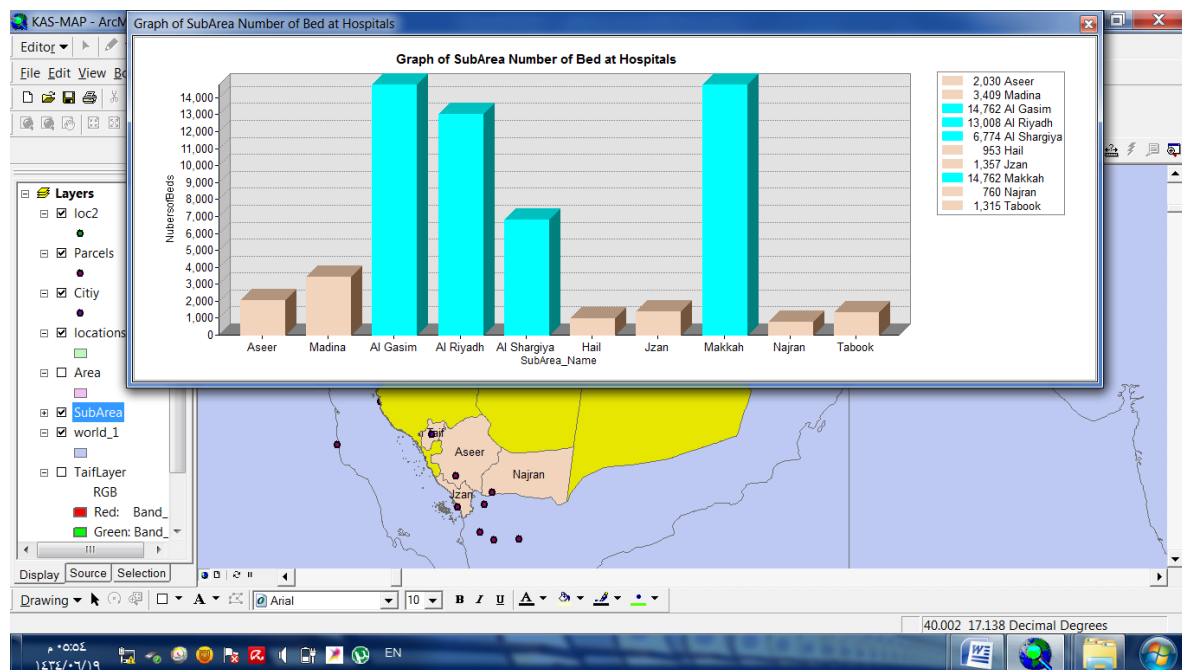 KAS-MAP - ArcM
Graph of SubArea Number of Bed at Hospitals
Editor
File Edit View Bo
Graph of SubArea Number of Bed at Hospitals
NubersofBeds
14,000
13,000
12,000
11,000
10,000
9,000
8,000
7,000
6,000
5,000
4,000
3,000
2,000
1,000
0
Aseer Madina Al Gasim Al Riyadh Al Shargiya Hail Jzan Makkah Najran Tabook
SubArea_Name
2,030 Aseer
3,409 Madina
14,762 Al Gasim
13,008 Al Riyadh
6,774 Al Shargiya
953 Hail
1,357 Jzan
14,762 Makkah
760 Najran
1,315 Tabook
Layers
loc2
Parcels
Citiy
locations
Area
SubArea
world_1
TaifLayer
RGB
Red: Band_
Green: Band_
Taif
Aseer
Najran
Jzan
Display Source Selection
Drawing A Arial 10 B I U A
40.002 17.138 Decimal Degrees
٠٥:٥٤ م
١٤٣٤/٠٦/١٩
EN